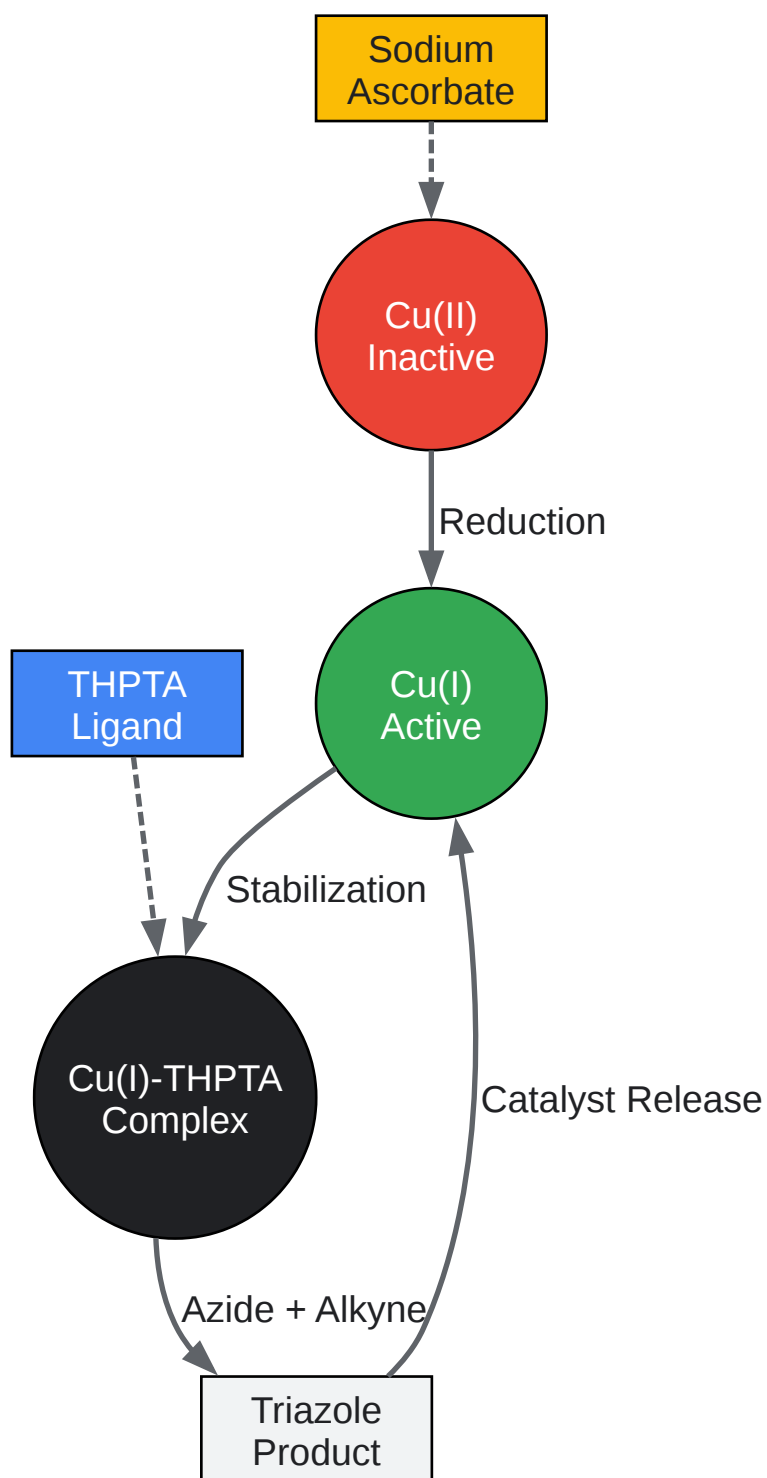 Sodium
Ascorbate
Cu(II)
Inactive
Reduction
THPTA
Ligand
Cu(I)
Active
Stabilization
Cu(I)-THPTA
Complex
Catalyst Release
Azide + Alkyne
Triazole
Product